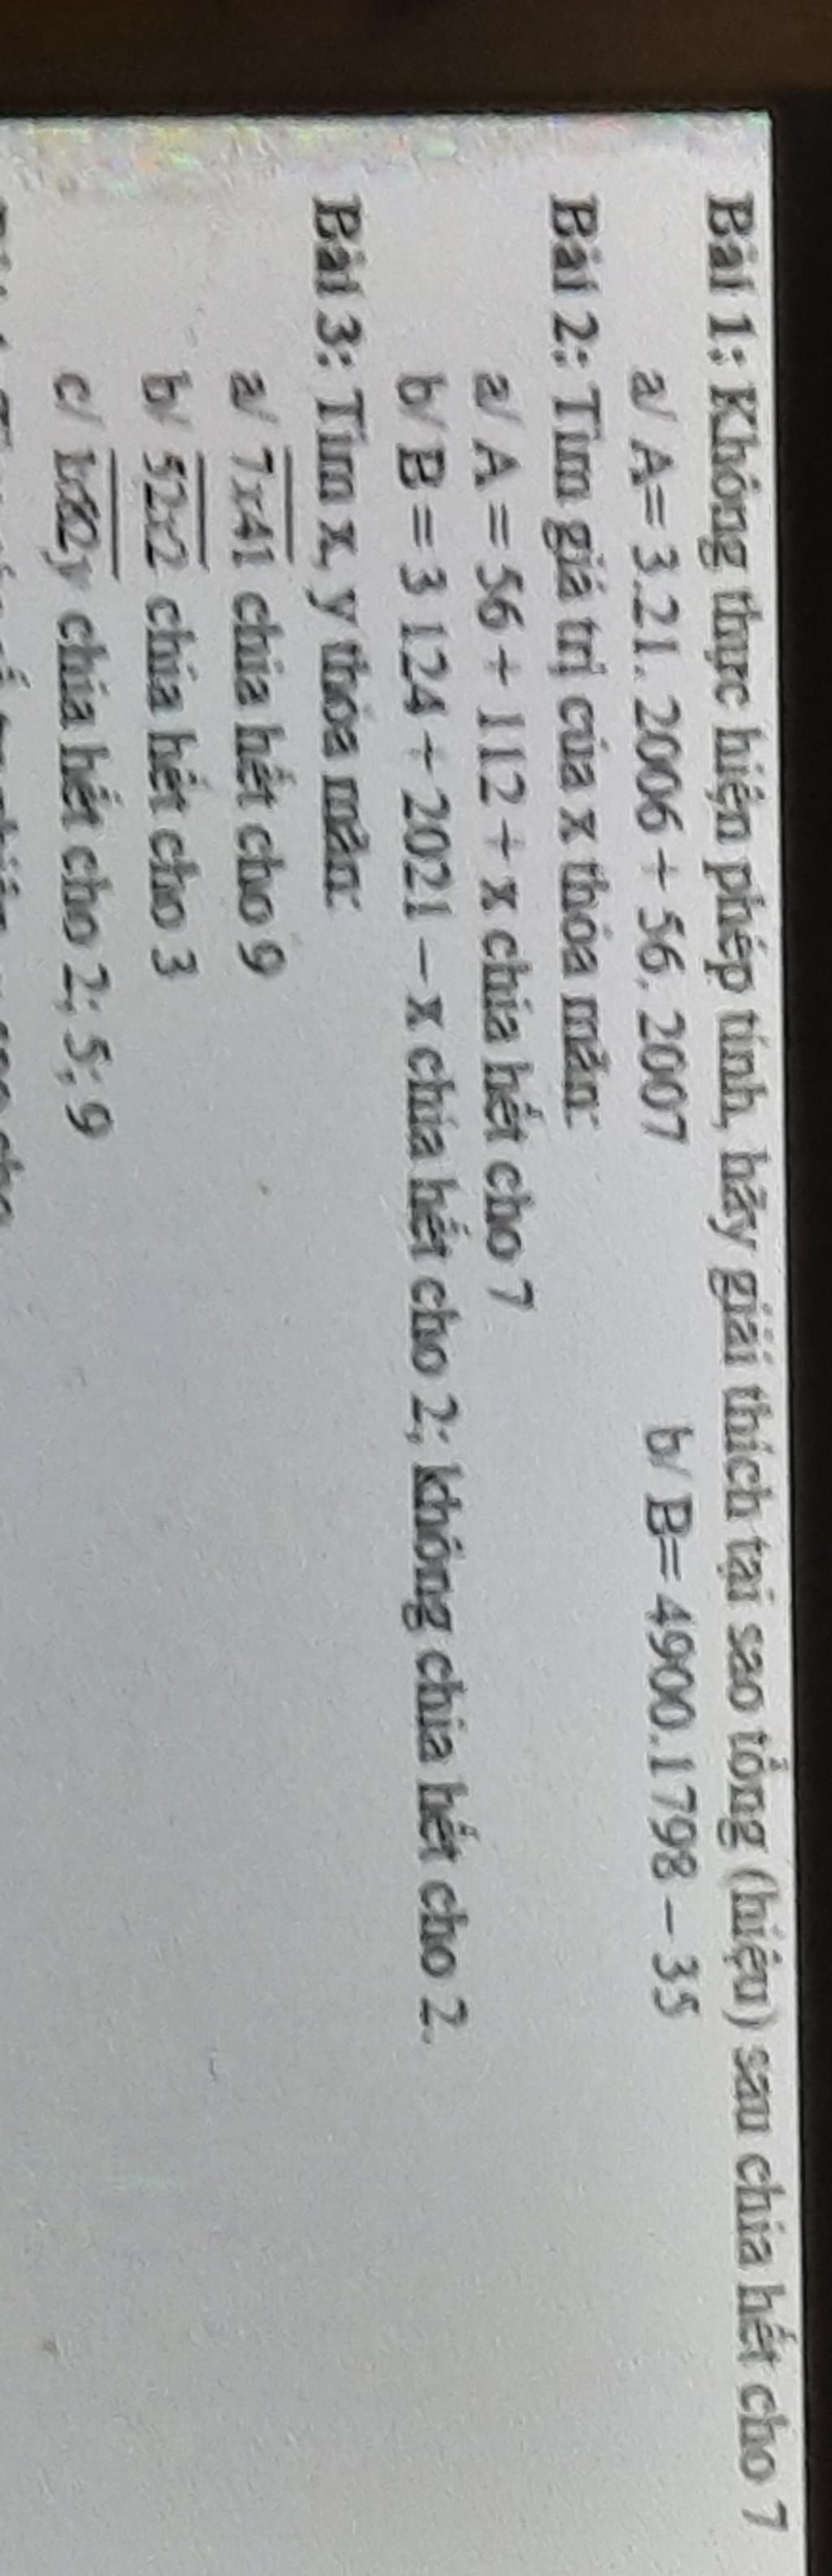 Bài 1: Không thực hiện phép tính, hãy giải thích tại sao tổng (hiệu) sau chia hết cho 7
a/ A= 3.21. 2006 + 56. 2007 b/ B= 4900.1798 – 35
Bài 2: Tìm giá trị của x thỏa mãn:
a/ A = 56 + 112 + x chia hết cho 7
b/ B = 3 124 + 2021 – x chia hết cho 2; không chia hết cho 2.
Bài 3: Tìm x, y thỏa mãn:
a/ 7x41 chia hết cho 9
b/ 52x2 chia hết cho 3
c/ 1x82y chia hết cho 2; 5; 9